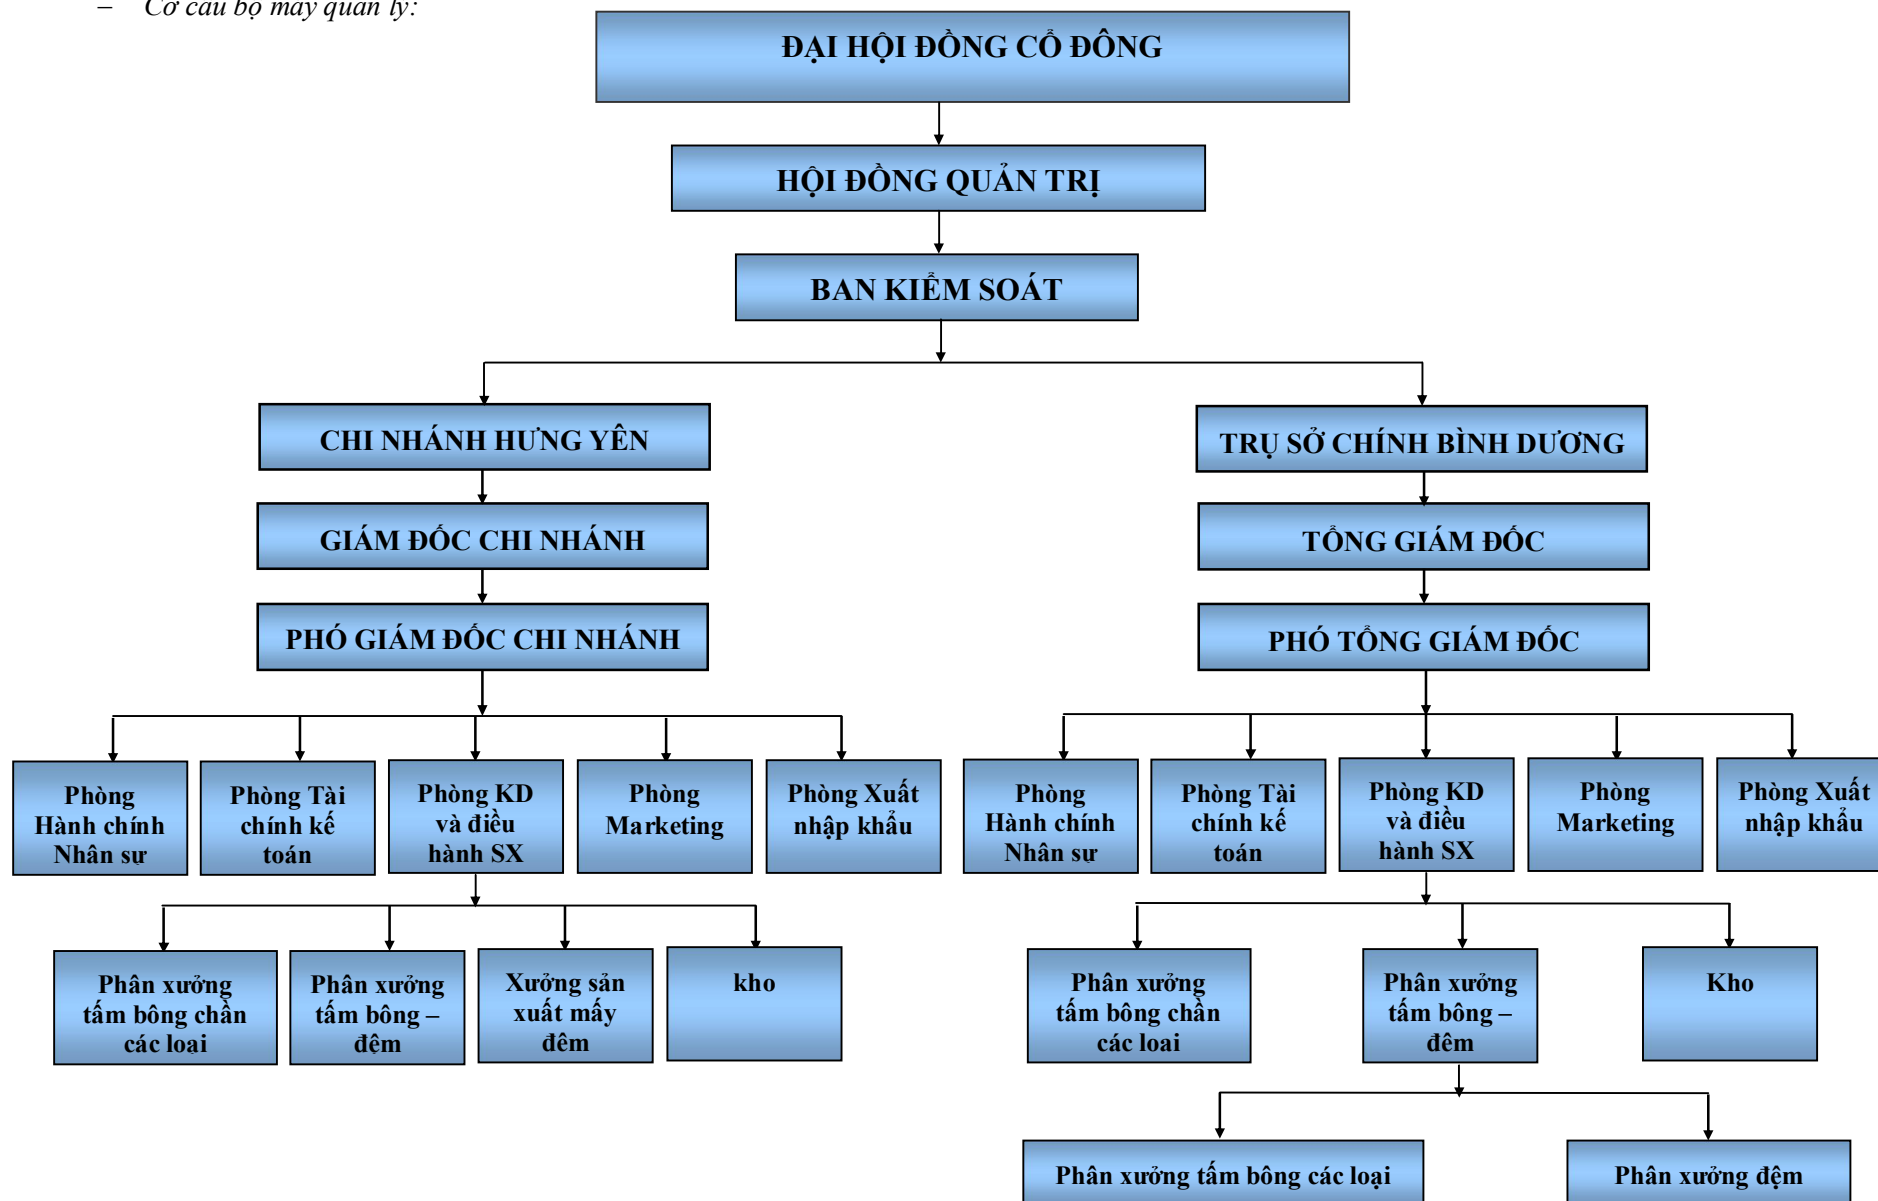 – Cơ cấu bộ máy quản lý:
ĐẠI HỘI ĐỒNG CỔ ĐÔNG
HỘI ĐỒNG QUẢN TRỊ
BAN KIỂM SOÁT
CHI NHÁNH HƯNG YÊN
TRỤ SỞ CHÍNH BÌNH DƯƠNG
GIÁM ĐỐC CHI NHÁNH
TỔNG GIÁM ĐỐC
PHÓ GIÁM ĐỐC CHI NHÁNH
PHÓ TỔNG GIÁM ĐỐC
Phòng
Hành chính
Nhân sự
Phòng Tài
chính kế
toán
Phòng KD
và điều
hành SX
Phòng
Marketing
Phòng Xuất
nhập khẩu
Phòng
Hành chính
Nhân sự
Phòng Tài
chính kế
toán
Phòng KD
và điều
hành SX
Phòng
Marketing
Phòng Xuất
nhập khẩu
Phân xưởng
tấm bông chần
các loại
Phân xưởng
tấm bông –
đệm
Xưởng sản
xuất mấy
đệm
kho
Phân xưởng
tấm bông chần
các loại
Phân xưởng
tấm bông –
đệm
Kho
Phân xưởng tấm bông các loại
Phân xưởng đệm